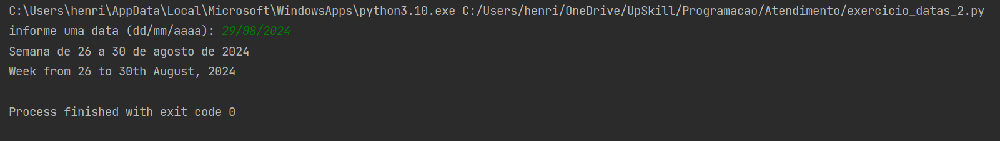 C:\Users\henri\AppData\Local\Microsoft\WindowsApps\python3.10.exe C:/Users/henri/OneDrive/UpSkill/Programacao/Atendimento/exercicio_datas_2.py
informe uma data (dd/mm/aaaa): 29/08/2024
Semana de 26 a 30 de agosto de 2024
Week from 26 to 30th August, 2024
Process finished with exit code 0